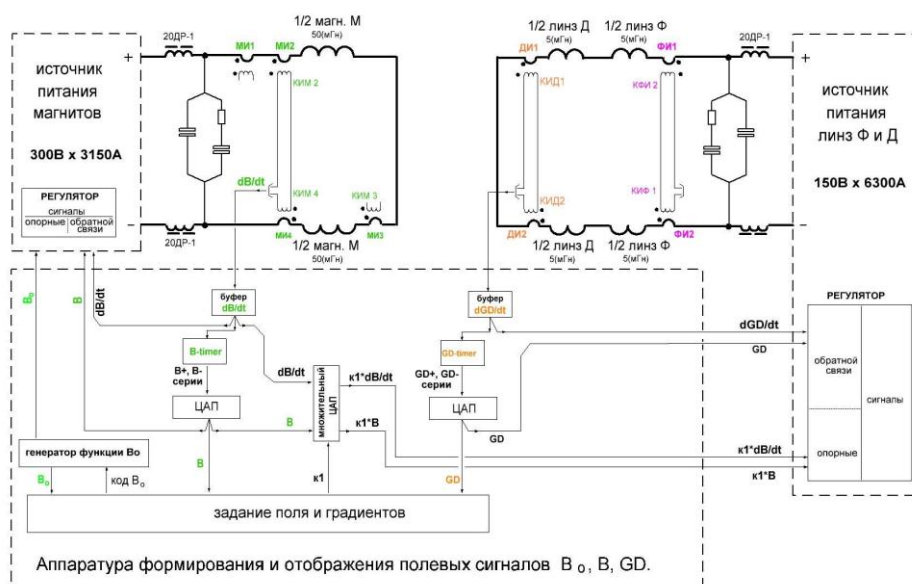 1/2 магн. М
50(мГн)
20ДР-1
МИ1
МИ2
+
источник
питания
магнитов
300В х 3150А
РЕГУЛЯТОР
сигналы
опорные
обратной
связи
–
20ДР-1
КИМ 2
КИМ 4
КИМ 3
dB/dt
МИ4
МИ3
1/2 магн. М
50(мГн)
1/2 линз Д
5(мГн)
1/2 линз Ф
5(мГн)
ДИ1
ФИ1
20ДР-1
+
КИД1
КФИ 2
источник
питания
линз Ф и Д
150В х 6300А
КИД2
КИФ 1
–
ДИ2
ФИ2
20ДР-1
1/2 линз Д
5(мГн)
1/2 линз Ф
5(мГн)
Bₒ
B
dB/dt
буфер
dB/dt
B-timer
B+, B-
серии
ЦАП
dB/dt
множительный
ЦАП
B
B
к1
к1*dB/dt
к1*B
буфер
dGD/dt
GD-timer
GD+, GD-
серии
ЦАП
GD
GD
dGD/dt
GD
к1*dB/dt
к1*B
РЕГУЛЯТОР
обратной
связи
сигналы
опорные
генератор функции Bo
Bₒ
код Bₒ
задание поля и градиентов
Аппаратура формирования и отображения полевых сигналов B ₒ, B, GD.